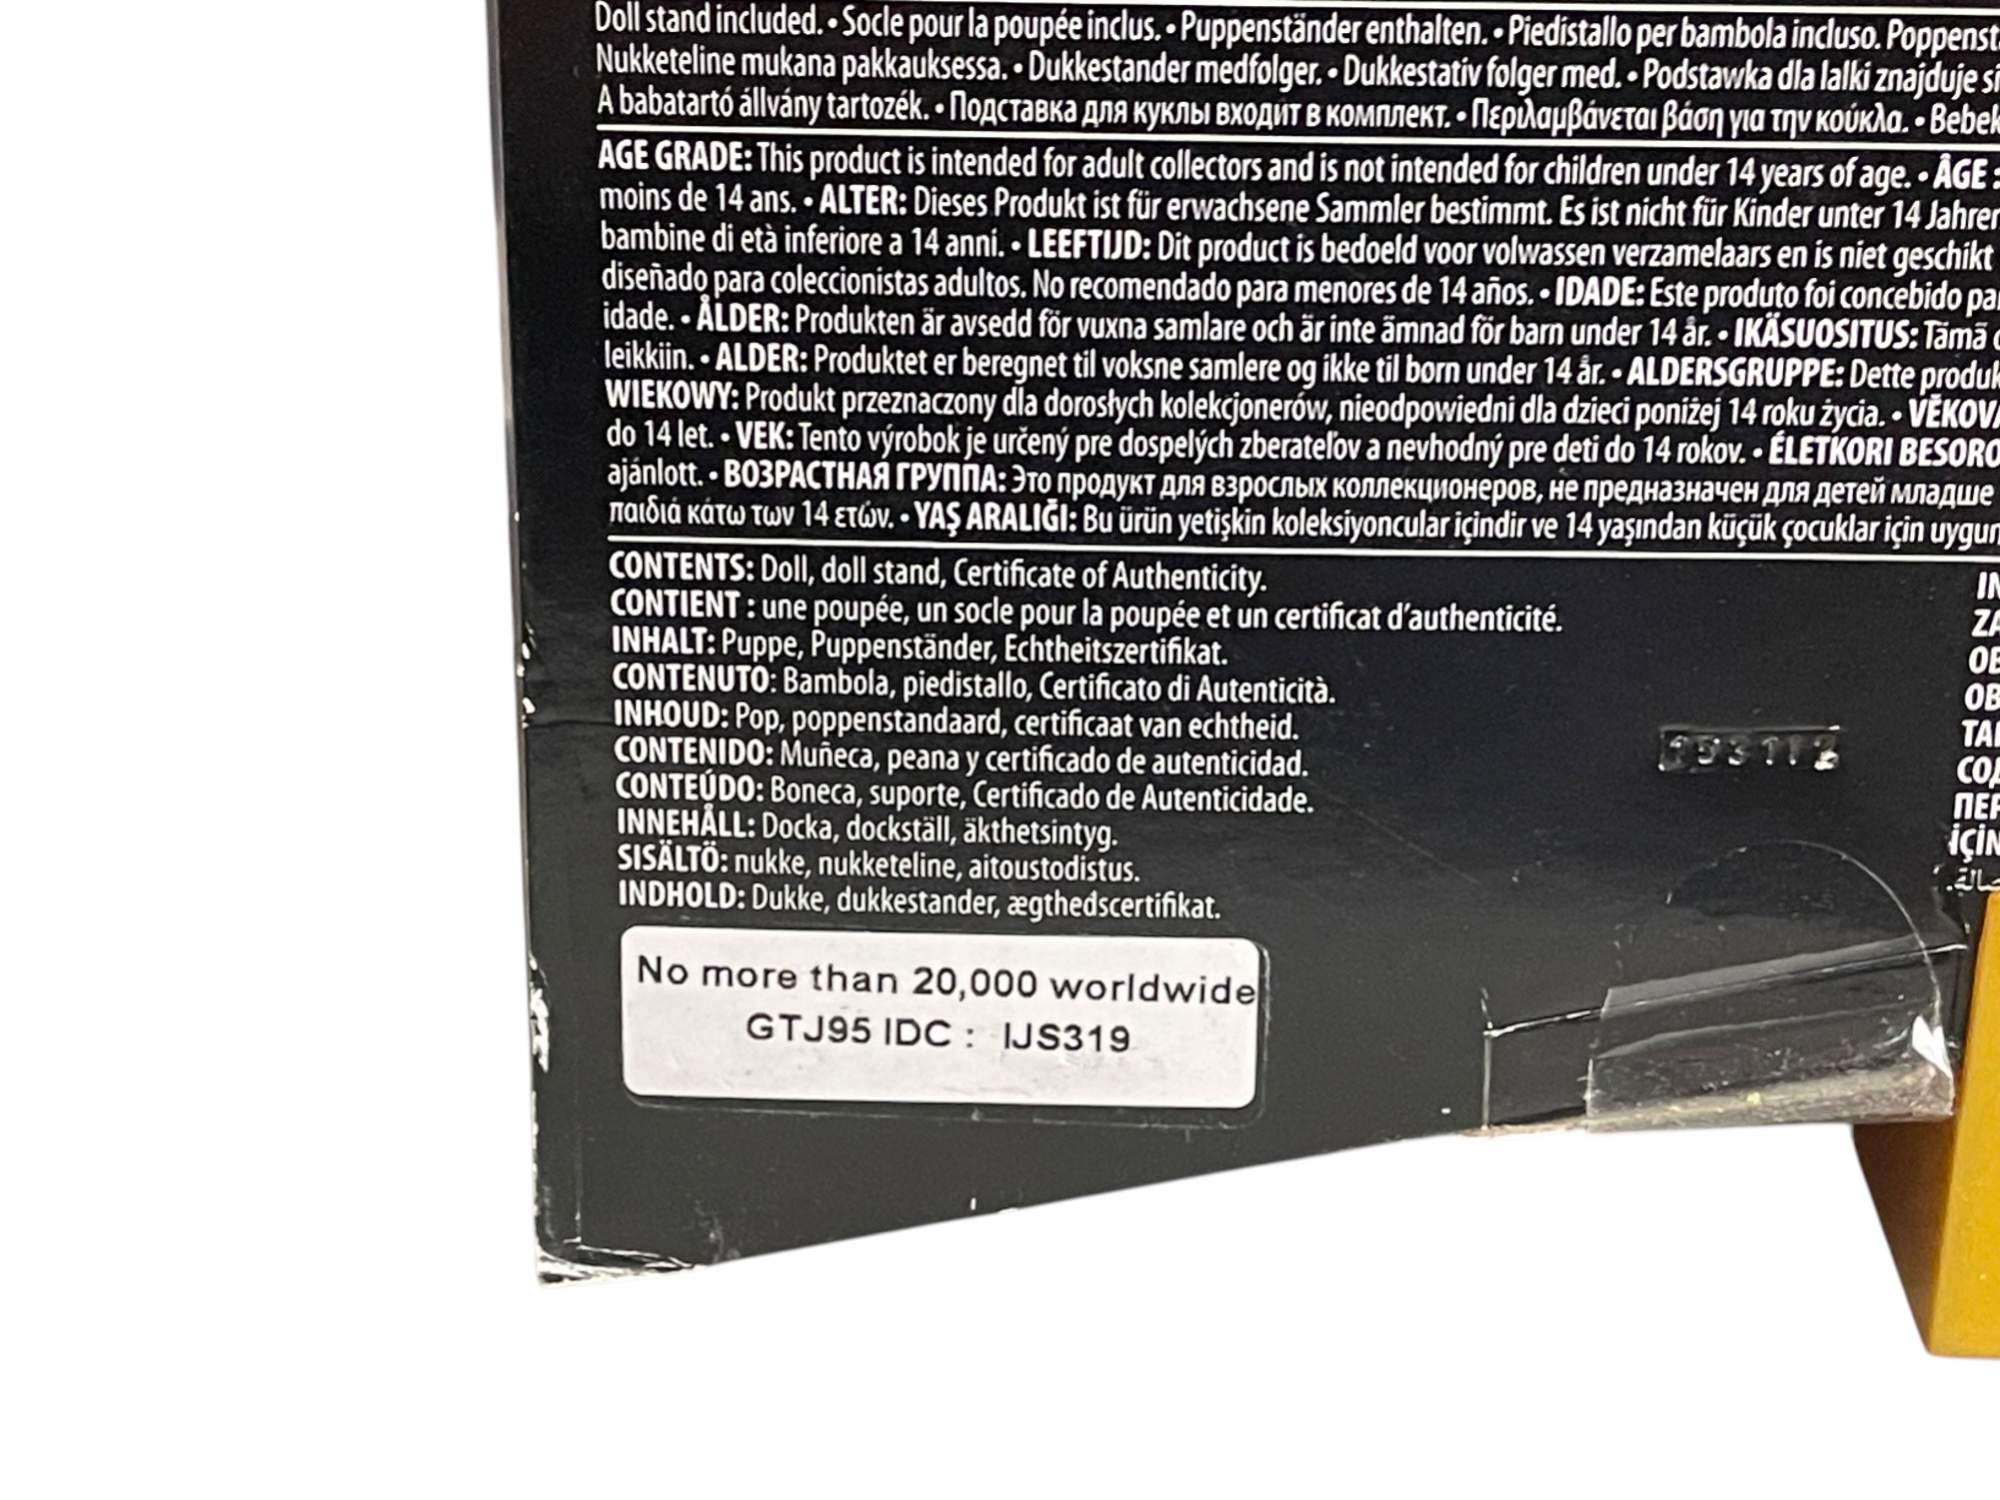 Doll stand included. • Socle pour la poupée inclus. • Puppenständer enthalten. • Piedistallo per bambola incluso.
Nukketeline mukana pakkauksessa. • Dukkestander medfølger. • Dukkestativ følger med. • Podstawka dla lalki znajduje
A babatartó állvány tartozék. • Подставка для куклы входит в комплект. • Περιλαμβάνεται βάση για την κούκλα. •
AGE GRADE: This product is intended for adult collectors and is not intended for children under 14 years of age. • ÂGE :
moins de 14 ans. • ALTER: Dieses Produkt ist für erwachsene Sammler bestimmt. Es ist nicht für Kinder unter 14
bambine di età inferiore a 14 anni. • LEEFTIJD: Dit product is bedoeld voor volwassen verzamelaars en is niet geschikt
diseñado para coleccionistas adultos. No recomendado para menores de 14 años. • IDADE: Este produto foi concebido
idade. • ÅLDER: Produkten är avsedd för vuxna samlare och är inte ämnad för barn under 14 år. • IKÄSUOSITUS: Tämä
leikkiin. • ALDER: Produktet er beregnet til voksne samlere og ikke til børn under 14 år. • ALDERSGRUPPE: Dette
WIEKOWY: Produkt przeznaczony dla dorosłych kolekcjonerów, nieodpowiedni dla dzieci poniżej 14 roku życia. •
do 14 let. • VEK: Tento výrobok je určený pre dospelých zberateľov a nevhodný pre deti do 14 rokov. • ÉLETKORI
ajánlott. • ВОЗРАСТНАЯ ГРУППА: Это продукт для взрослых коллекционеров, не предназначен для детей младше
παιδιά κάτω των 14 ετών. • YAŞ ARALIĞI: Bu ürün yetişkin koleksiyoncular içindir ve 14 yaşından küçük çocuklar için
CONTENTS: Doll, doll stand, Certificate of Authenticity.
CONTIENT : une poupée, un socle pour la poupée et un certificat d'authenticité.
INHALT: Puppe, Puppenständer, Echtheitszertifikat.
CONTENUTO: Bambola, piedistallo, Certificato di Autenticità.
INHOUD: Pop, poppenstandaard, certificaat van echtheid.
CONTENIDO: Muñeca, peana y certificado de autenticidad.
CONTEÚDO: Boneca, suporte, Certificado de Autenticidade.
INNEHÅLL: Docka, dockställ, äkthetsintyg.
SISÄLTÖ: nukke, nukketeline, aitoustodistus.
INDHOLD: Dukke, dukkestander, ægthedscertifikat.
No more than 20,000 worldwide
GTJ95 IDC : IJS319